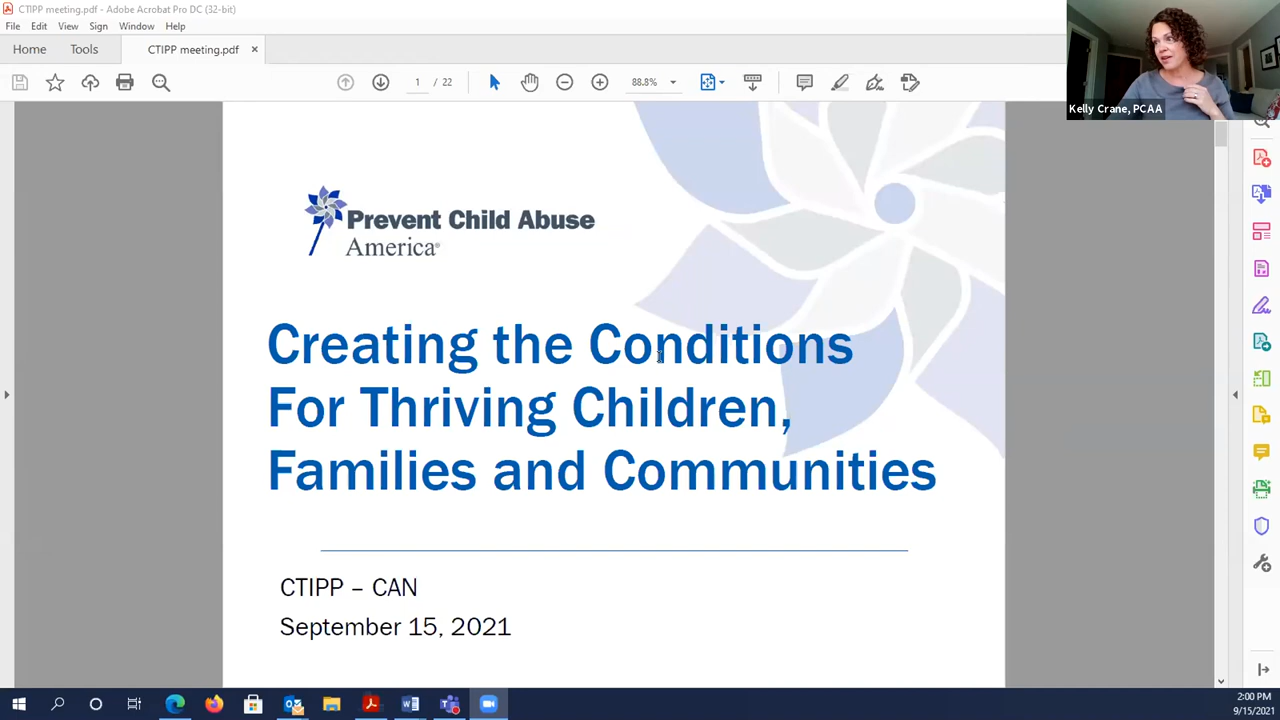 CTIPP meeting.pdf - Adobe Acrobat Pro DC (32-bit)
File Edit View Sign Window Help
Home Tools CTIPP meeting.pdf ×
1 / 22 88.8%
Kelly Crane, PCAA
Prevent Child Abuse
America®
Creating the Conditions
For Thriving Children,
Families and Communities
CTIPP – CAN
September 15, 2021
2:00 PM
9/15/2021